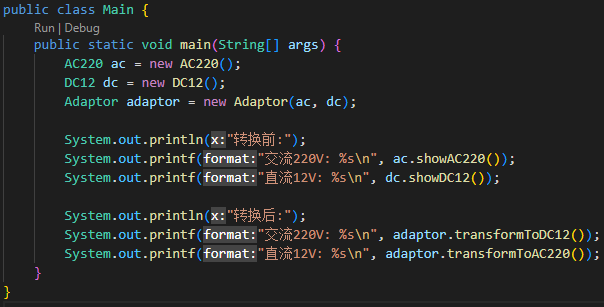 public class Main {
Run | Debug
public static void main(String[] args) {
AC220 ac = new AC220();
DC12 dc = new DC12();
Adaptor adaptor = new Adaptor(ac, dc);
System.out.println(x:"转换前:");
System.out.printf(format:"交流220V: %s\n", ac.showAC220());
System.out.printf(format:"直流12V: %s\n", dc.showDC12());
System.out.println(x:"转换后:");
System.out.printf(format:"交流220V: %s\n", adaptor.transformToDC12());
System.out.printf(format:"直流12V: %s\n", adaptor.transformToAC220());
}
}